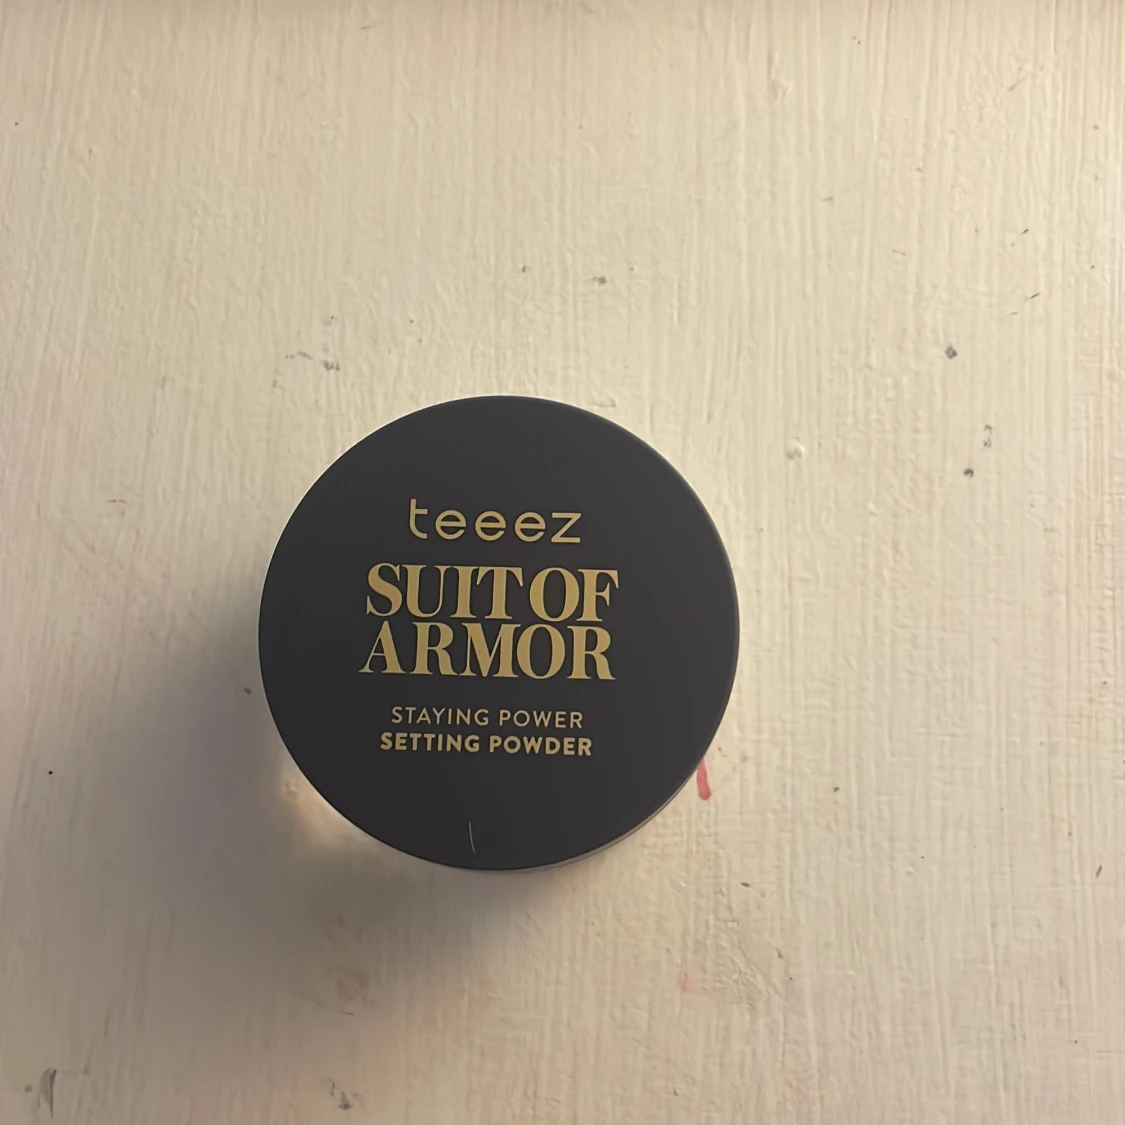 teeez
SUIT OF
ARMOR
STAYING POWER
SETTING POWDER